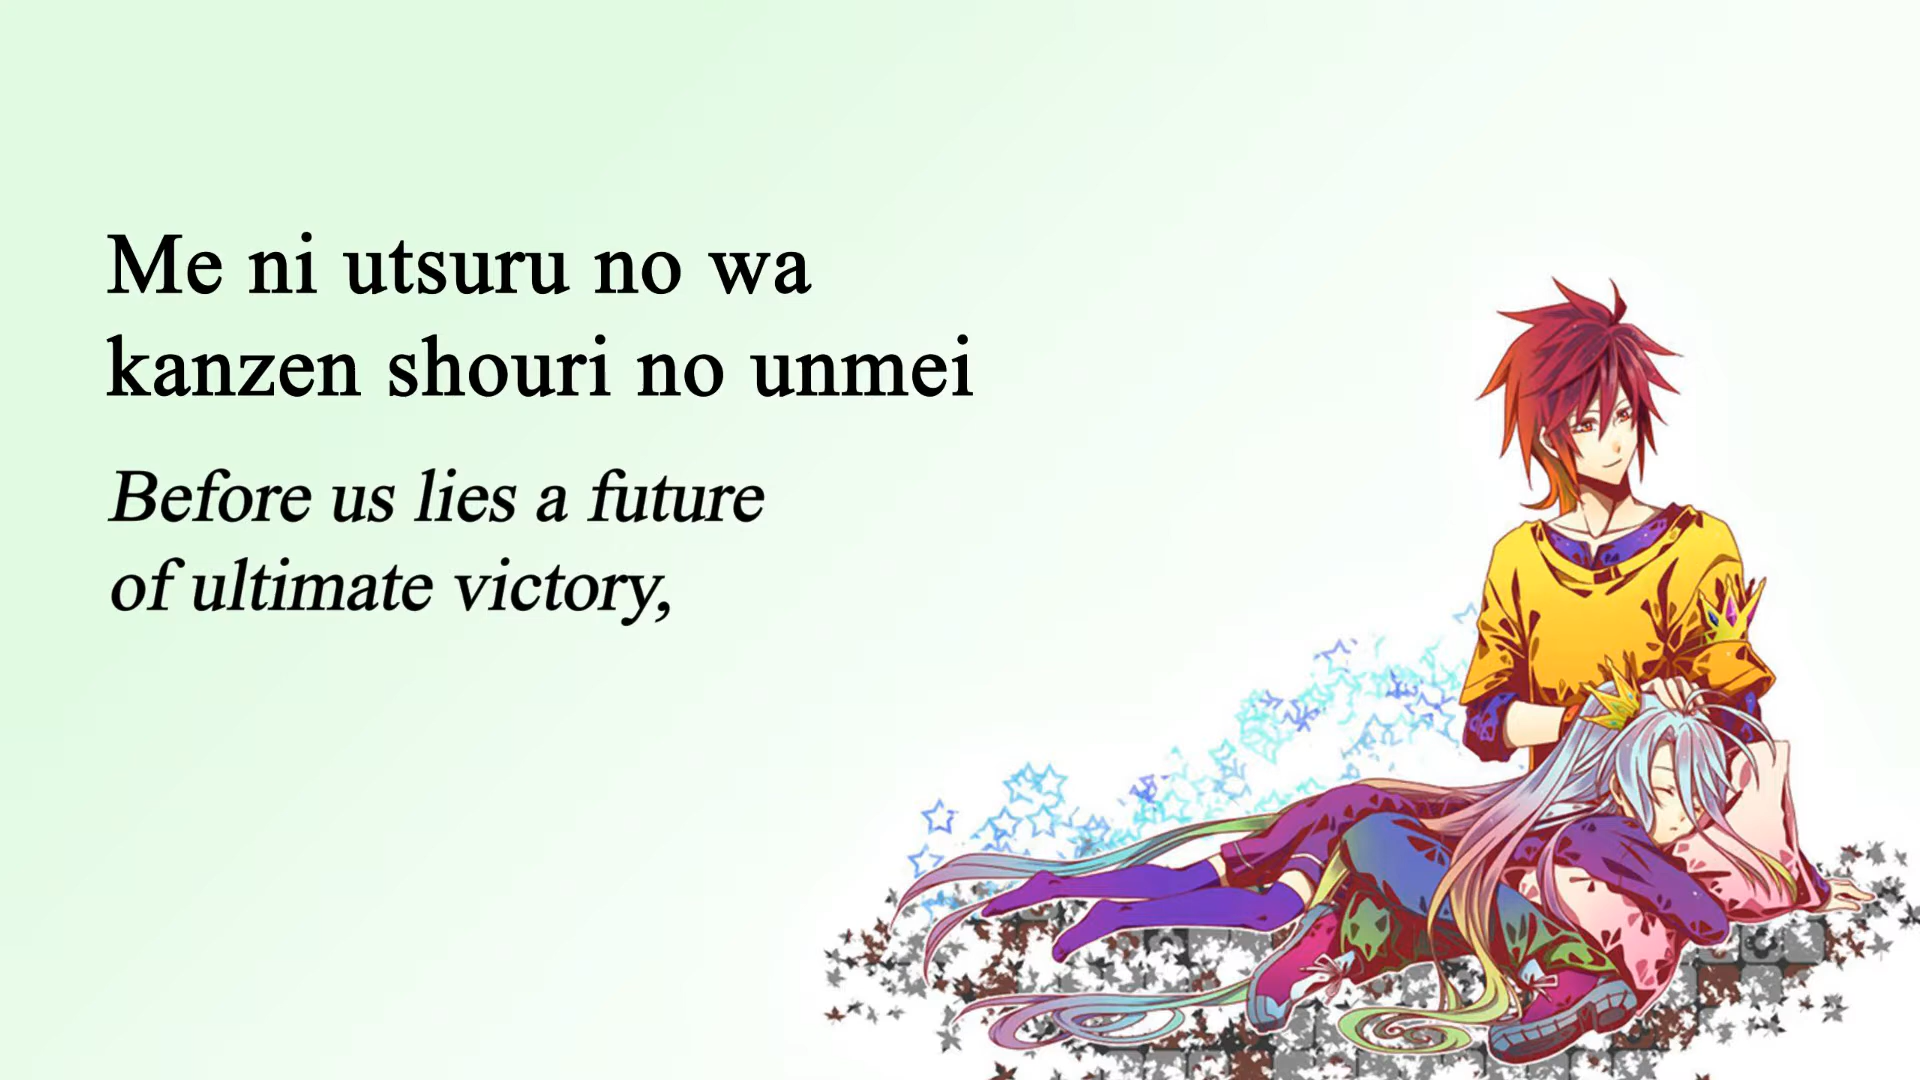 Me ni utsuru no wa
kanzen shouri no unmei
Before us lies a future
of ultimate victory,